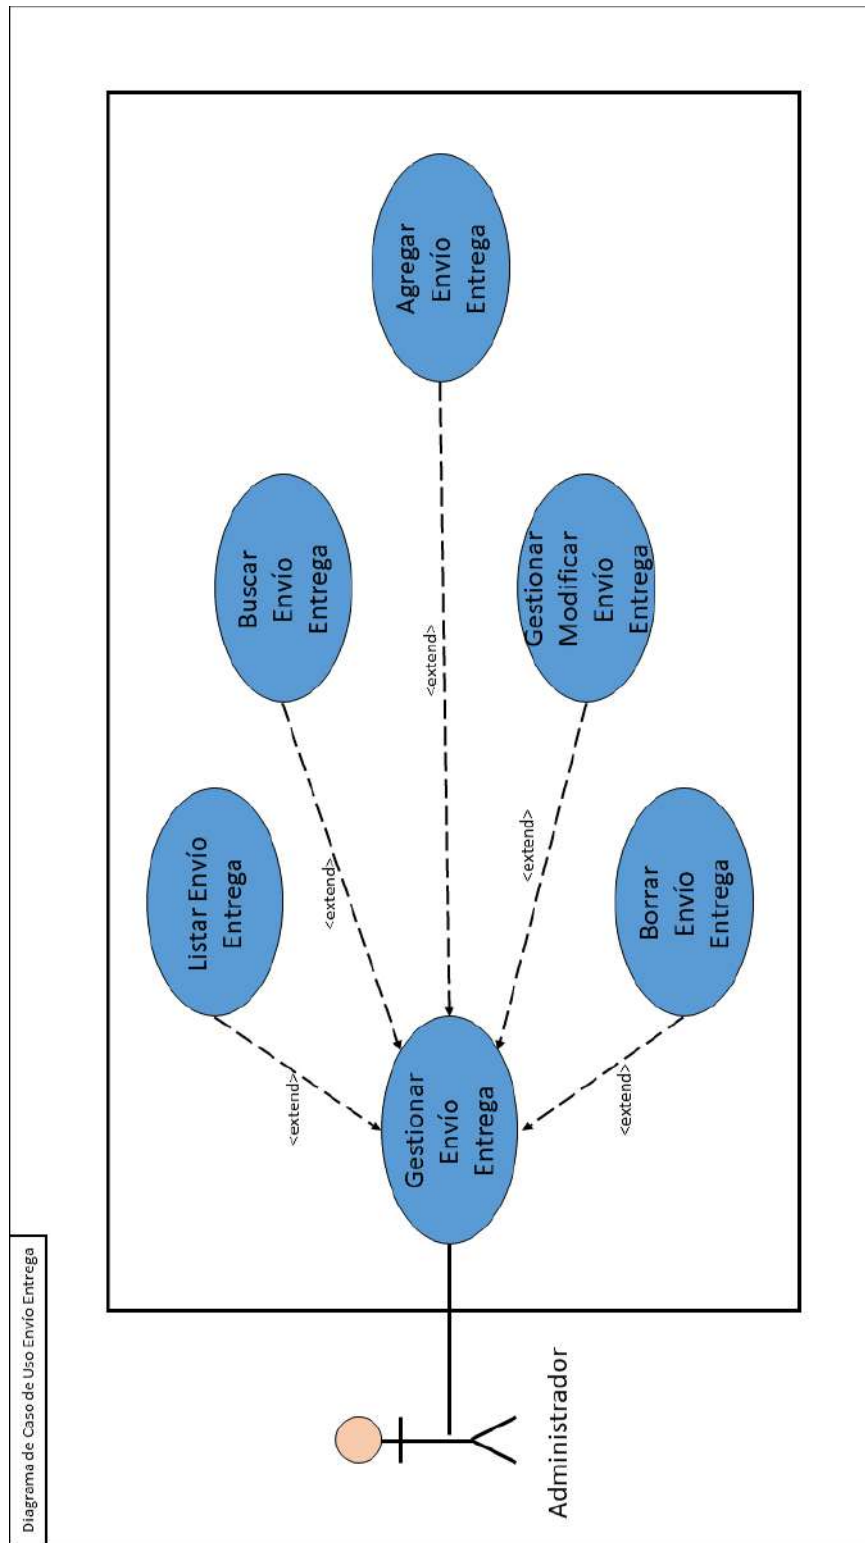 Diagrama de Caso de Uso Envío Entrega
Listar Envío
Entrega
Buscar
Envío
Entrega
Agregar
Envío
Entrega
Gestionar
Modificar
Envío
Entrega
Borrar
Envío
Entrega
Gestionar
Envío
Entrega
<extend>
<extend>
<extend>
<extend>
<extend>
Administrador